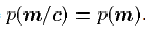 p(m/c) = p(m).